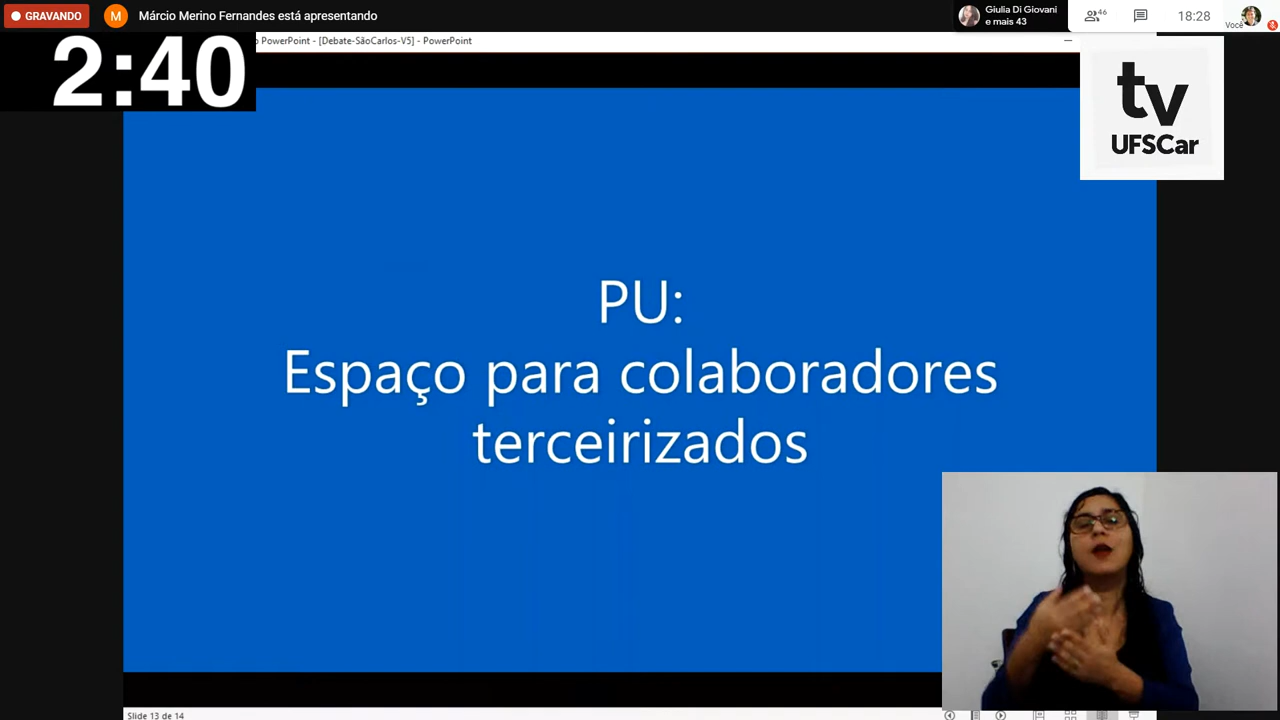 GRAVANDO
M
Márcio Merino Fernandes está apresentando
Giulia Di Giovani
e mais 43
46
18:28
Você
PowerPoint - [Debate-SãoCarlos-V5] - PowerPoint
2:40
tv
UFSCar
PU:
Espaço para colaboradores
terceirizados
Slide 13 de 14